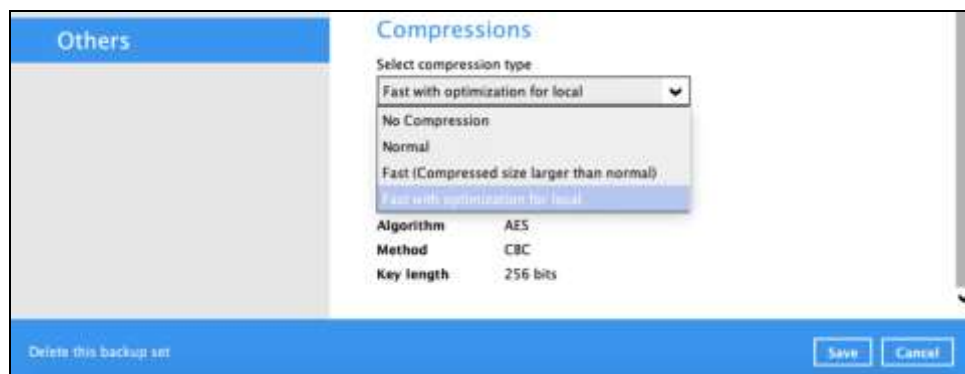 Others
Compressions
Select compression type
Fast with optimization for local
No Compression
Normal
Fast (Compressed size larger than normal)
Fast with optimization for local
Algorithm AES
Method CBC
Key length 256 bits
Delete this backup set
Save Cancel